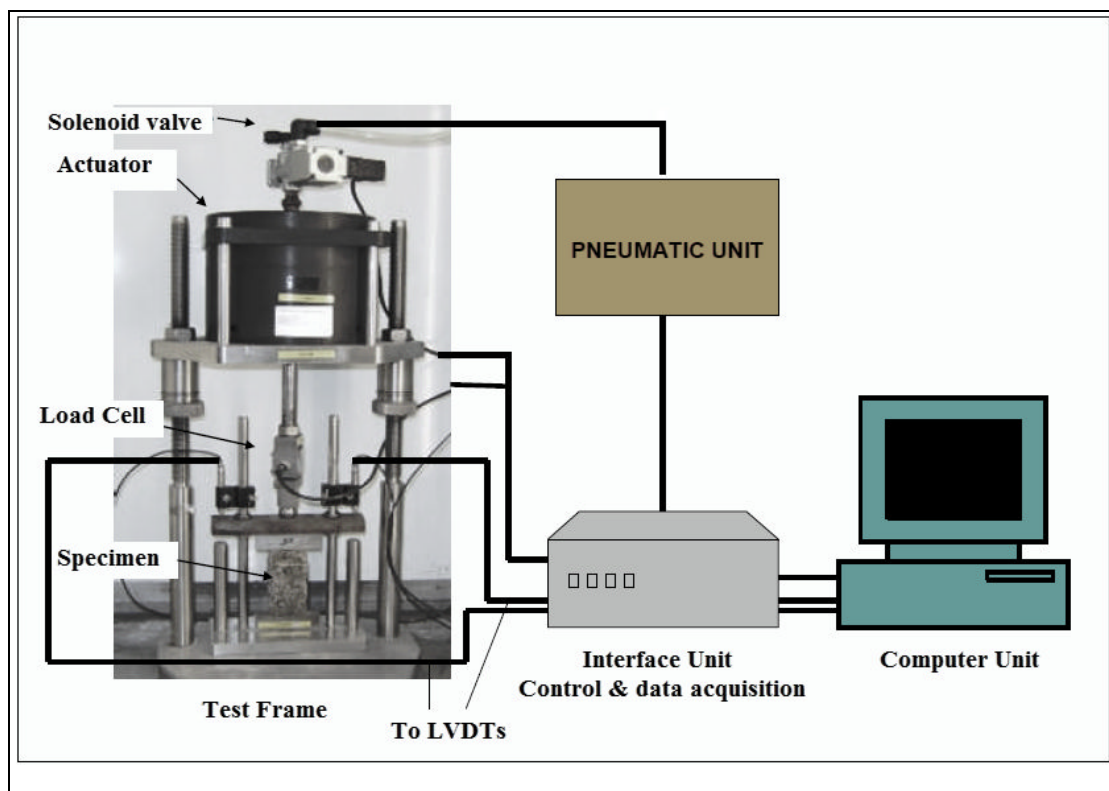 Solenoid valve
Actuator
PNEUMATIC UNIT
Load Cell
Specimen
Interface Unit
Control & data acquisition
Computer Unit
Test Frame
To LVDTs